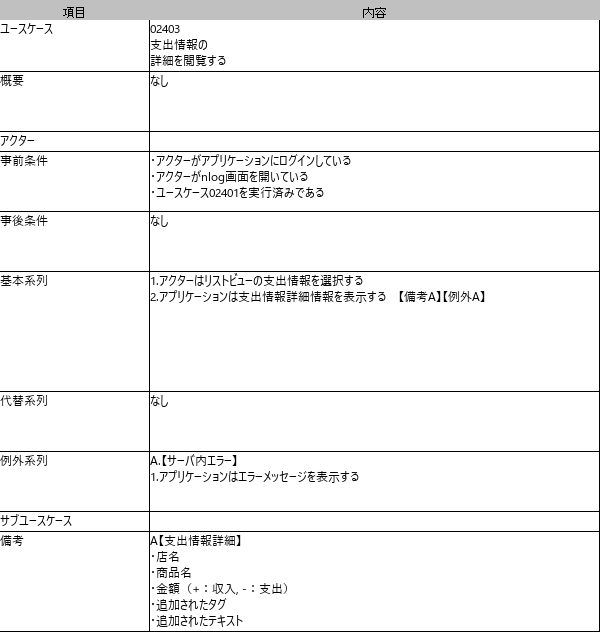 項目 内容
ユースケース 02403
支出情報の
詳細を閲覧する
概要 なし
アクター
事前条件 ・アクターがアプリケーションにログインしている
・アクターがnlog画面を開いている
・ユースケース02401を実行済みである
事後条件 なし
基本系列 1.アクターはリストビューの支出情報を選択する
2.アプリケーションは支出情報詳細情報を表示する 【備考A】【例外A】
代替系列 なし
例外系列 A.【サーバ内エラー】
1.アプリケーションはエラーメッセージを表示する
サブユースケース
備考 A【支出情報詳細】
・店名
・商品名
・金額（+：収入, -：支出）
・追加されたタグ
・追加されたテキスト